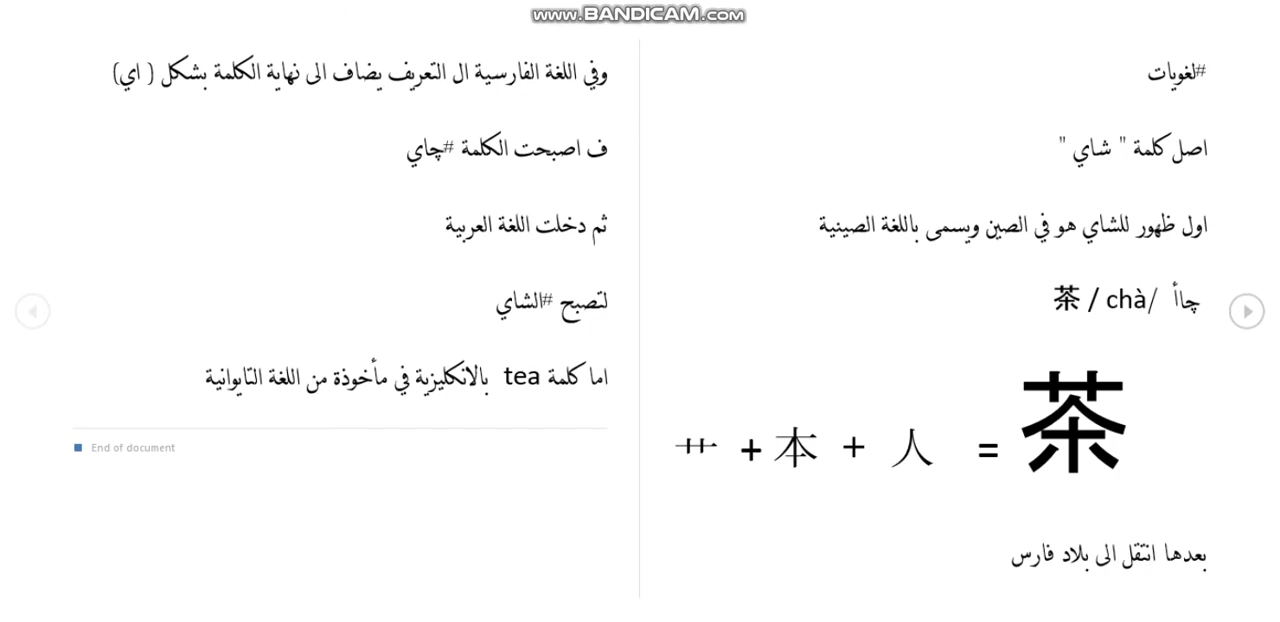 www.BANDICAM.com
#لغويات
اصل كلمة " شاي "
اول ظهور للشاي هو في الصين ويسمى باللغة الصينية
چاأ /茶 / chà
艹 + 本 + 人 = 茶
بعدها انتقل الى بلاد فارس
وفي اللغة الفارسية ال التعريف يضاف الى نهاية الكلمة بشكل ( اي)
ف اصبحت الكلمة #چاي
ثم دخلت اللغة العربية
لتصبح #الشاي
اما كلمة tea بالانكليزية في مأخوذة من اللغة التايوانية
End of document